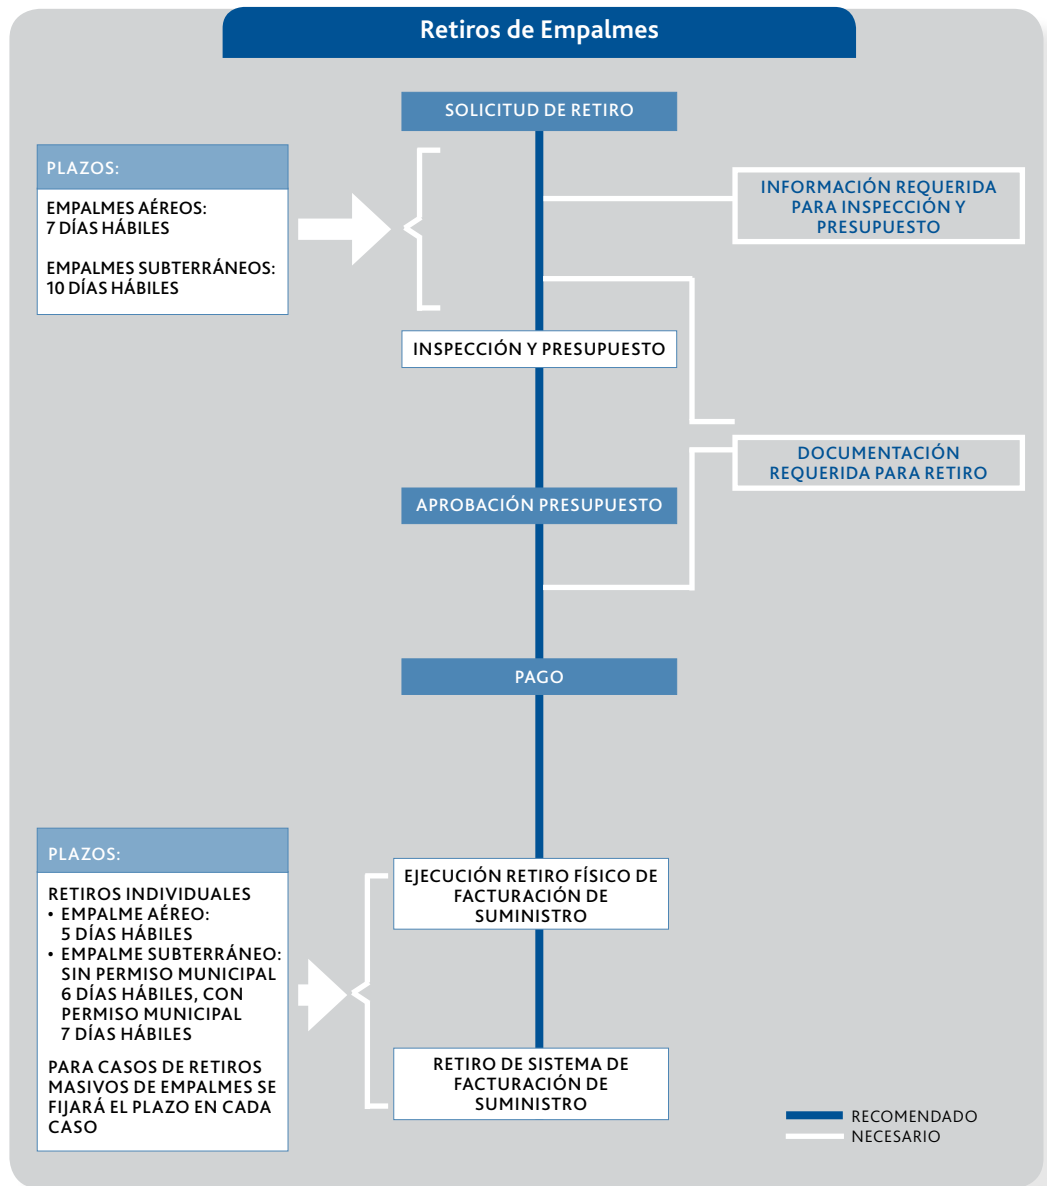 Retiros de Empalmes
SOLICITUD DE RETIRO
PLAZOS:
EMPALMES AÉREOS:
7 DÍAS HÁBILES
EMPALMES SUBTERRÁNEOS:
10 DÍAS HÁBILES
INFORMACIÓN REQUERIDA
PARA INSPECCIÓN Y
PRESUPUESTO
INSPECCIÓN Y PRESUPUESTO
DOCUMENTACIÓN
REQUERIDA PARA RETIRO
APROBACIÓN PRESUPUESTO
PAGO
PLAZOS:
RETIROS INDIVIDUALES
• EMPALME AÉREO:
5 DÍAS HÁBILES
• EMPALME SUBTERRÁNEO:
SIN PERMISO MUNICIPAL
6 DÍAS HÁBILES, CON
PERMISO MUNICIPAL
7 DÍAS HÁBILES
PARA CASOS DE RETIROS
MASIVOS DE EMPALMES SE
FIJARÁ EL PLAZO EN CADA
CASO
EJECUCIÓN RETIRO FÍSICO DE
FACTURACIÓN DE
SUMINISTRO
RETIRO DE SISTEMA DE
FACTURACIÓN DE
SUMINISTRO
RECOMENDADO
NECESARIO